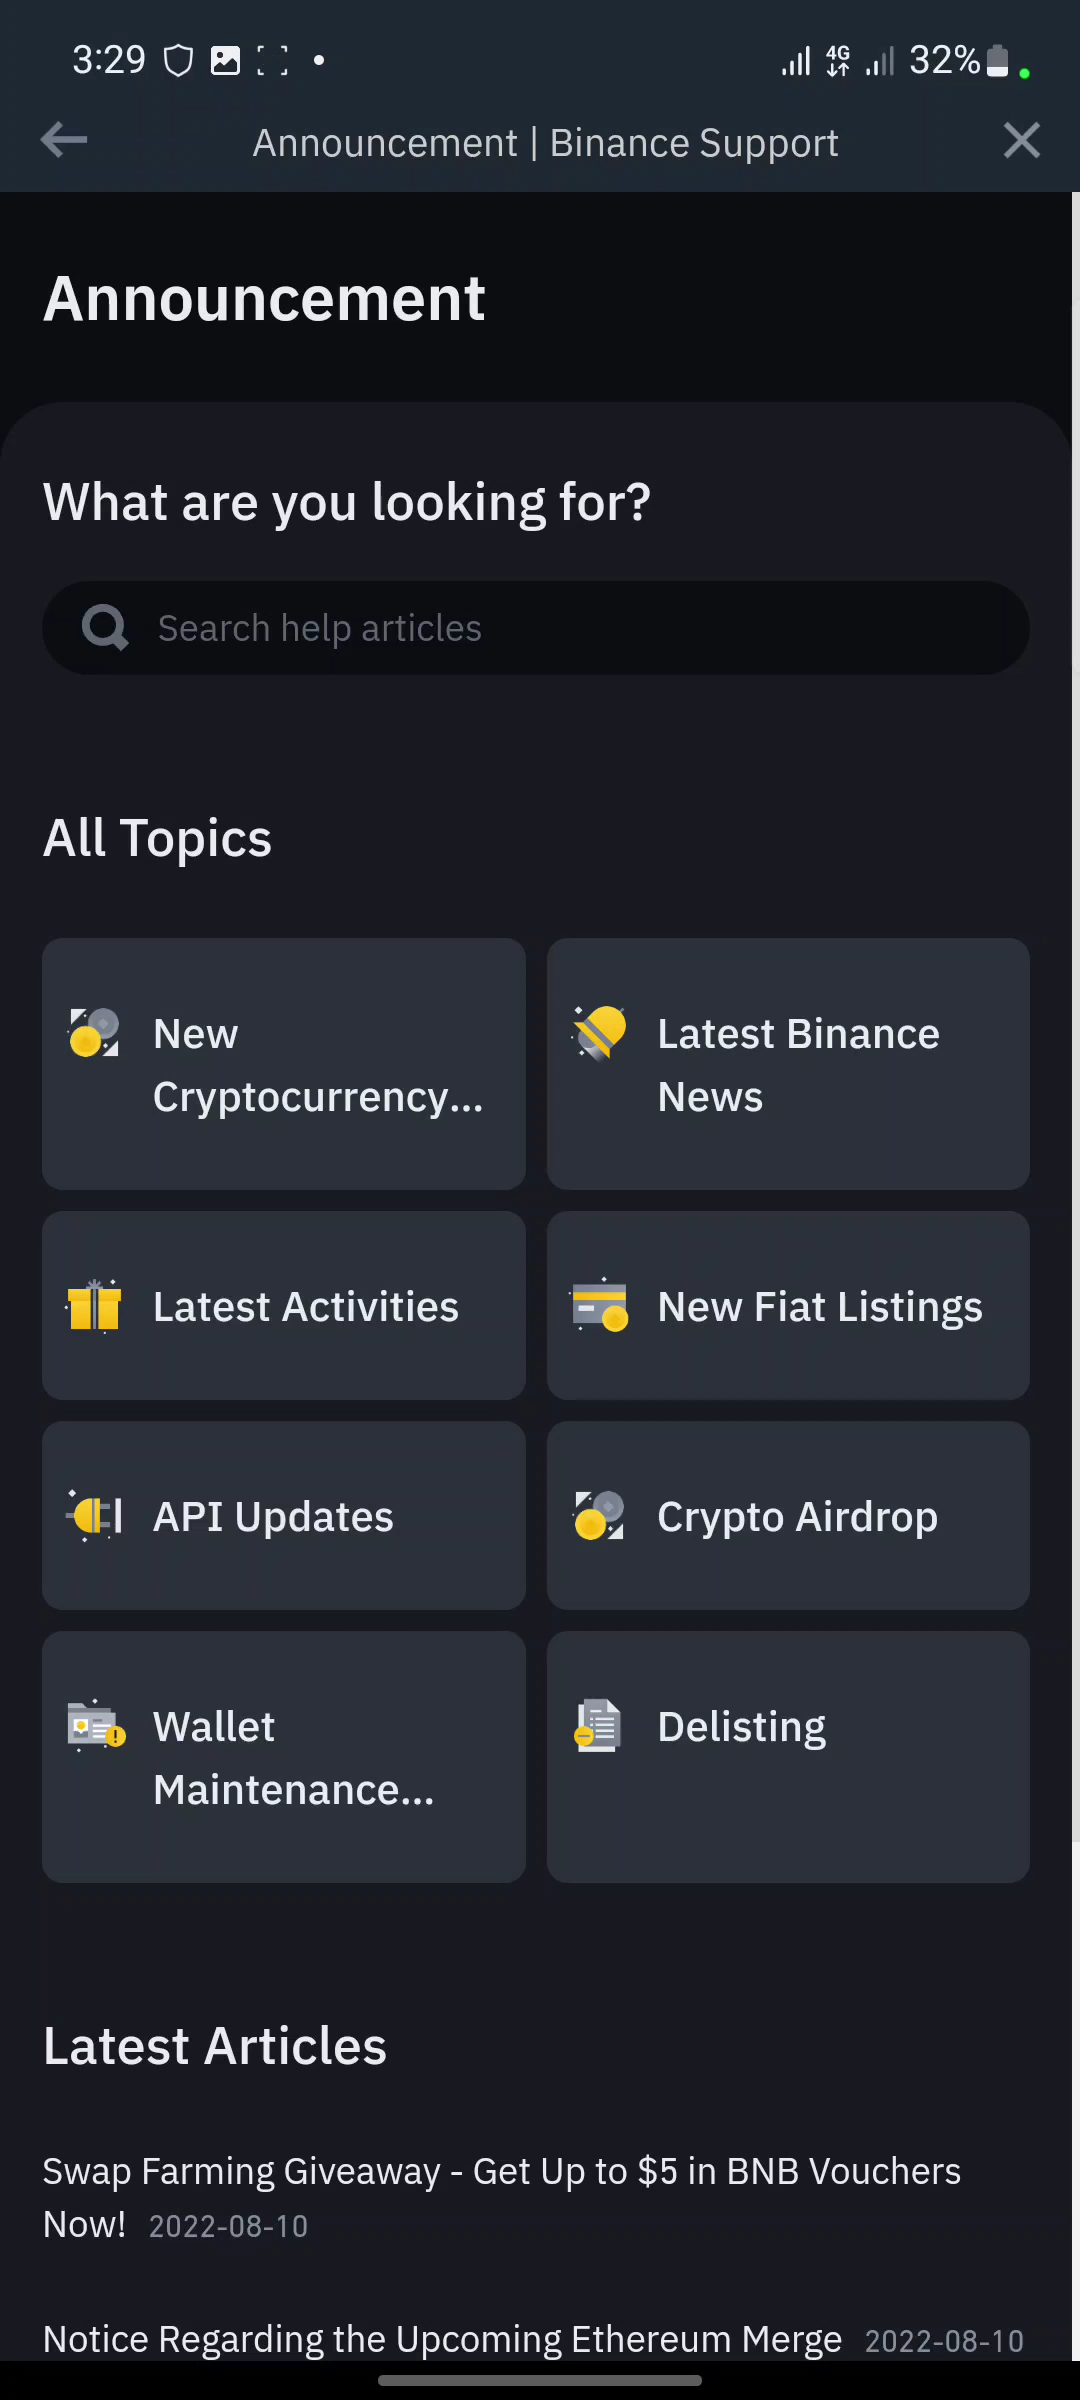 3:29
4G 32%
Announcement | Binance Support
Announcement
What are you looking for?
Search help articles
All Topics
New
Cryptocurrency...
Latest Binance
News
Latest Activities
New Fiat Listings
API Updates
Crypto Airdrop
Wallet
Maintenance...
Delisting
Latest Articles
Swap Farming Giveaway - Get Up to $5 in BNB Vouchers
Now! 2022-08-10
Notice Regarding the Upcoming Ethereum Merge 2022-08-10